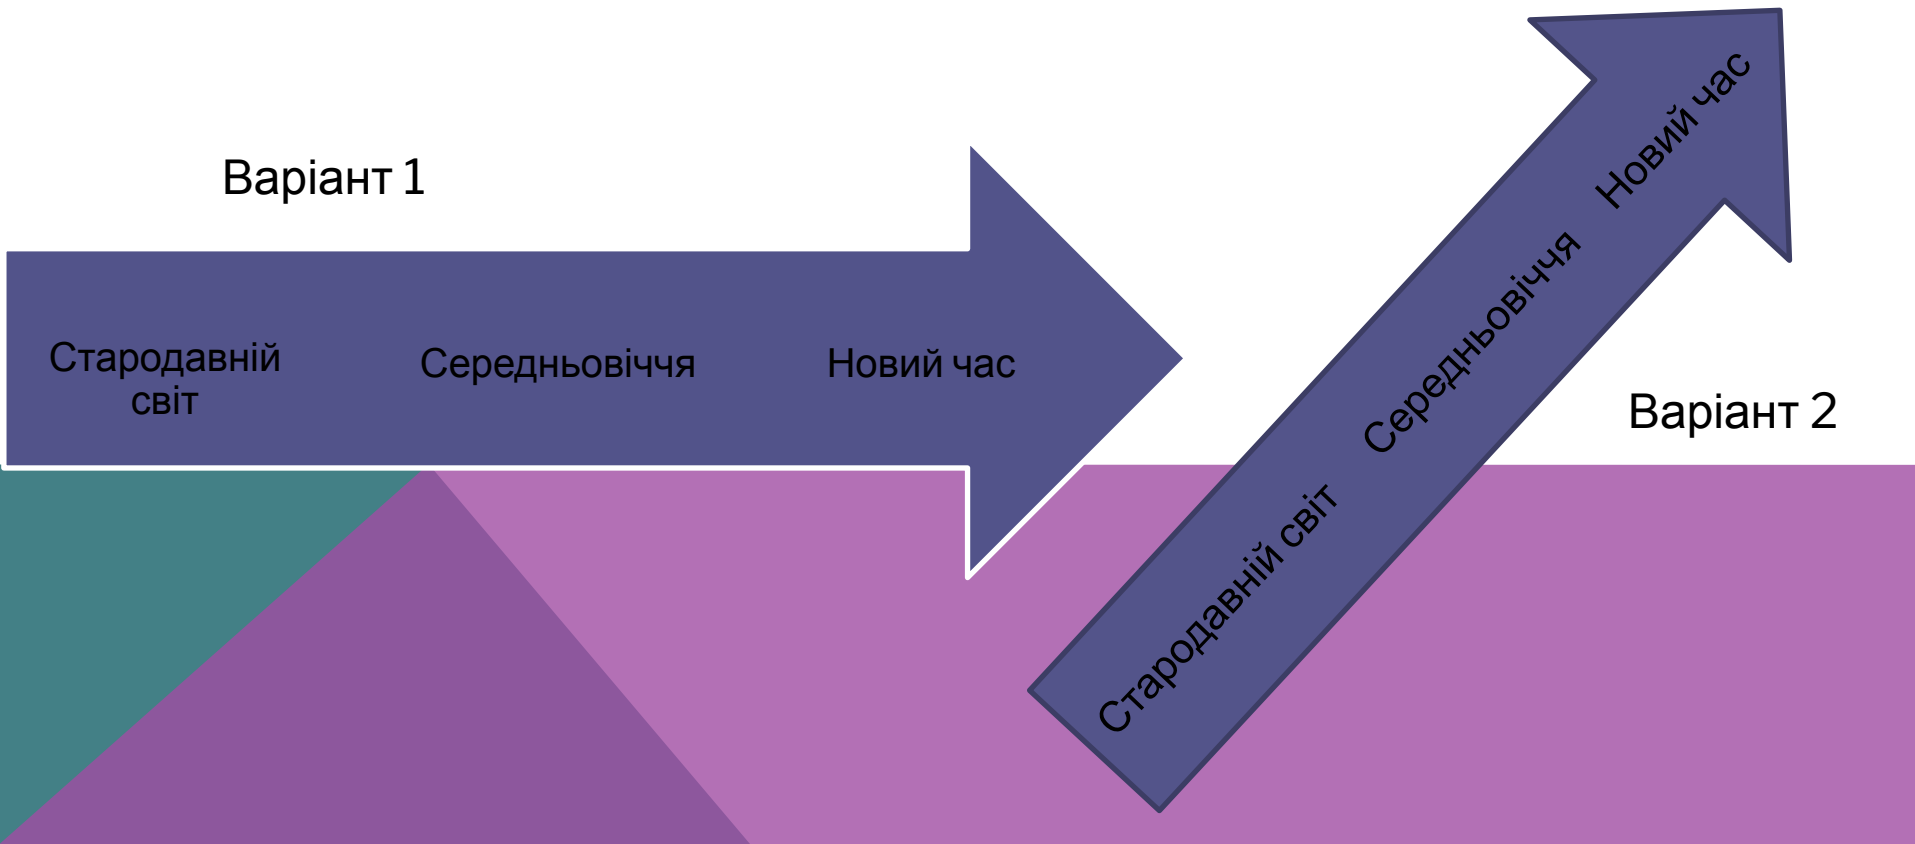 Варіант 1
Стародавній
світ
Середньовіччя
Новий час
Стародавній світ Середньовіччя Новий час
Варіант 2